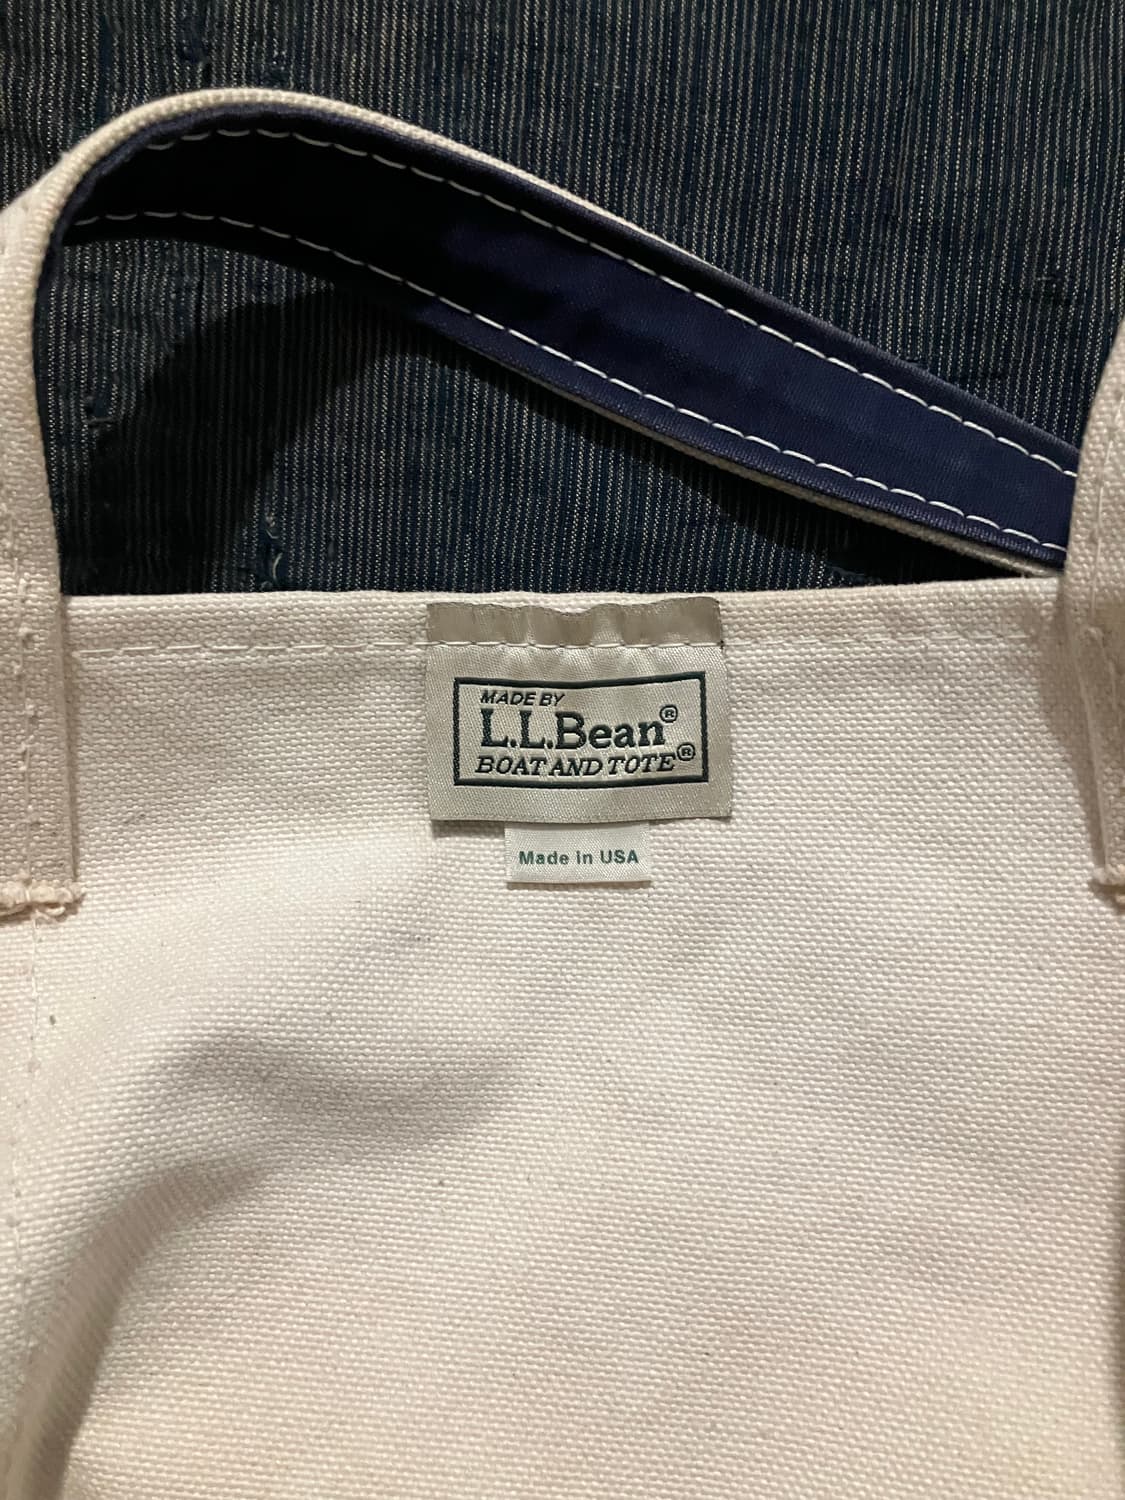 MADE BY
L.L.Bean®
BOAT AND TOTE®
Made in USA